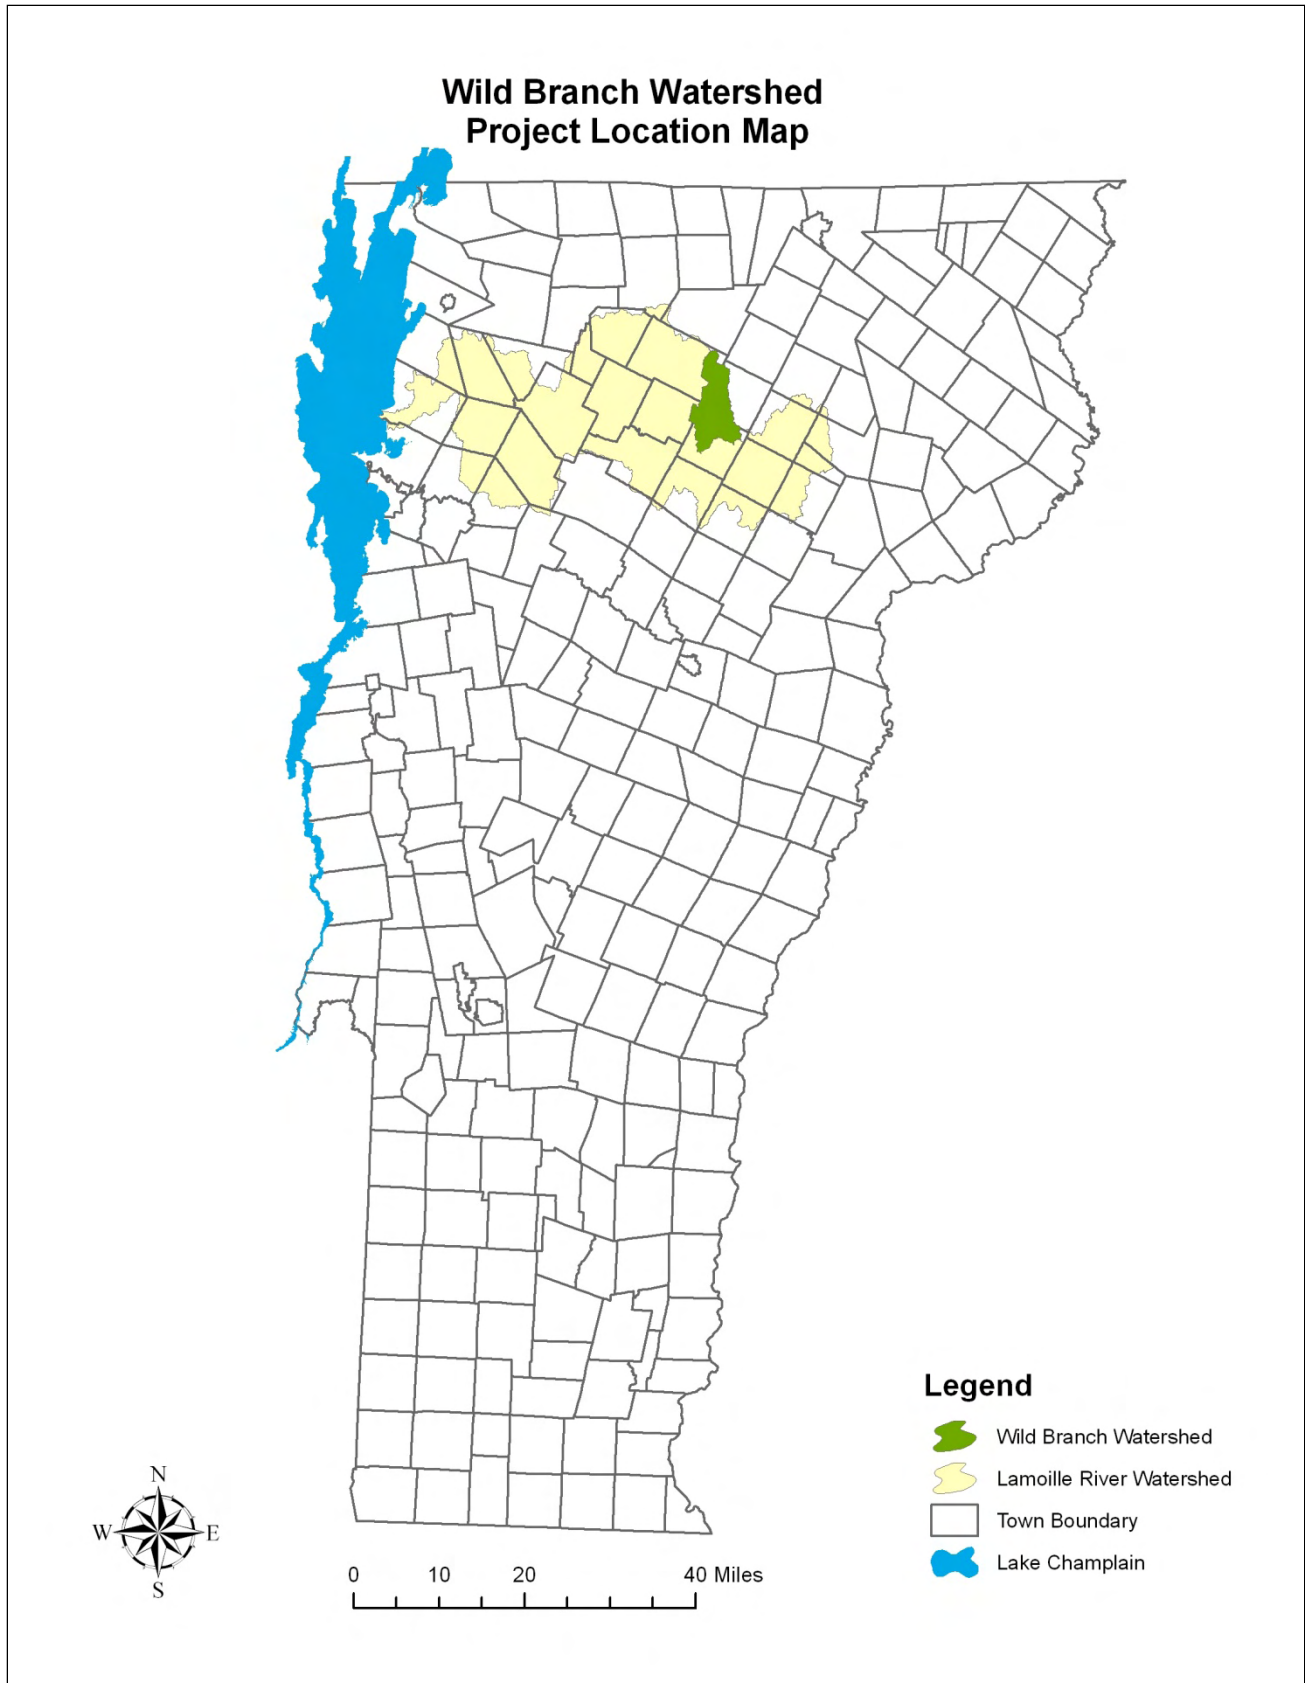 Wild Branch Watershed
Project Location Map
Legend
Wild Branch Watershed
Lamoille River Watershed
Town Boundary
Lake Champlain
N
W E
S
0 10 20 40 Miles